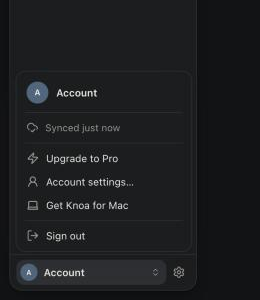 A
Account
Synced just now
Upgrade to Pro
Account settings...
Get Knoa for Mac
Sign out
A
Account